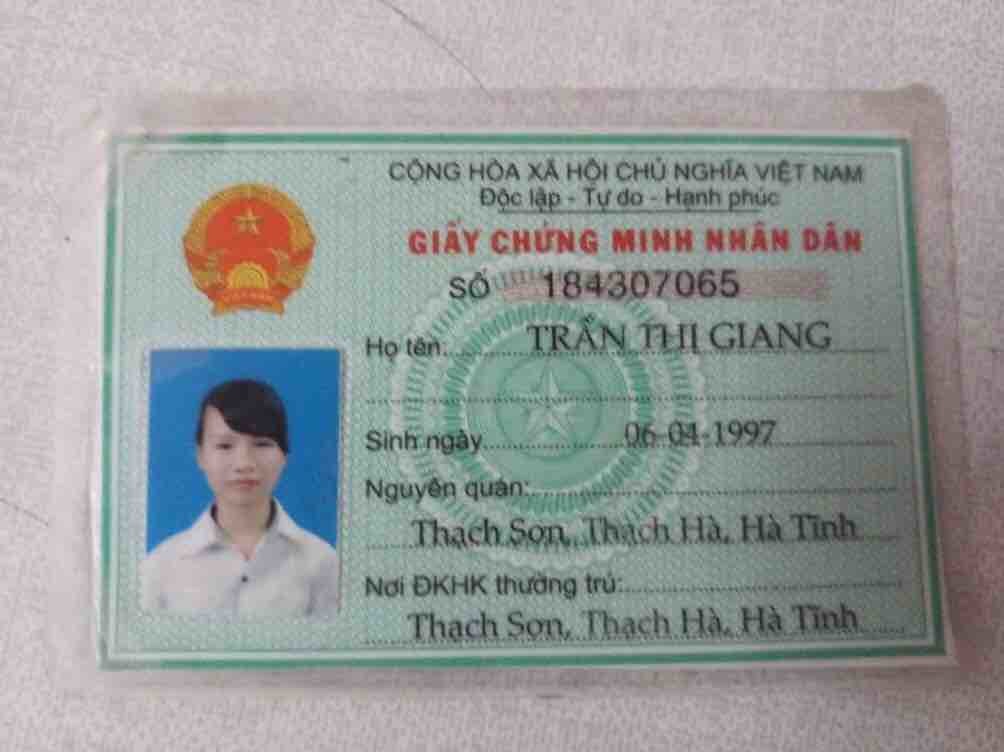 CỘNG HÒA XÃ HỘI CHỦ NGHĨA VIỆT NAM
Độc lập - Tự do - Hạnh phúc
GIẤY CHỨNG MINH NHÂN DÂN
SỐ 184307065
Họ tên: TRẦN THỊ GIANG
Sinh ngày 06-04-1997
Nguyên quán:
Thạch Sơn, Thạch Hà, Hà Tĩnh
Nơi ĐKHK thường trú:
Thạch Sơn, Thạch Hà, Hà Tĩnh